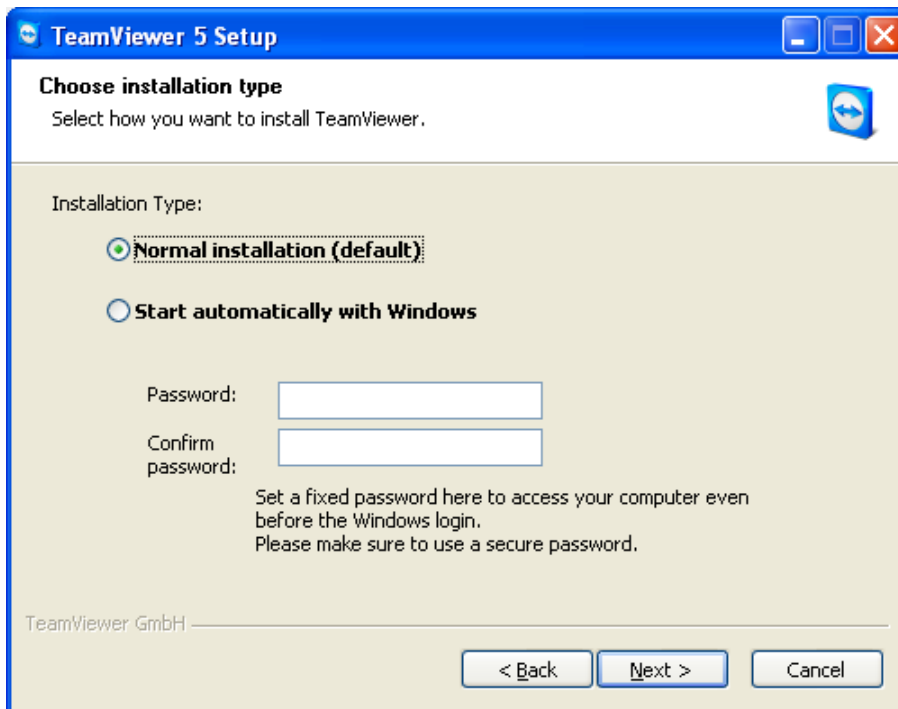 TeamViewer 5 Setup
Choose installation type
Select how you want to install TeamViewer.
Installation Type:
Normal installation (default)
Start automatically with Windows
Password:
Confirm
password:
Set a fixed password here to access your computer even
before the Windows login.
Please make sure to use a secure password.
TeamViewer GmbH
< Back Next > Cancel